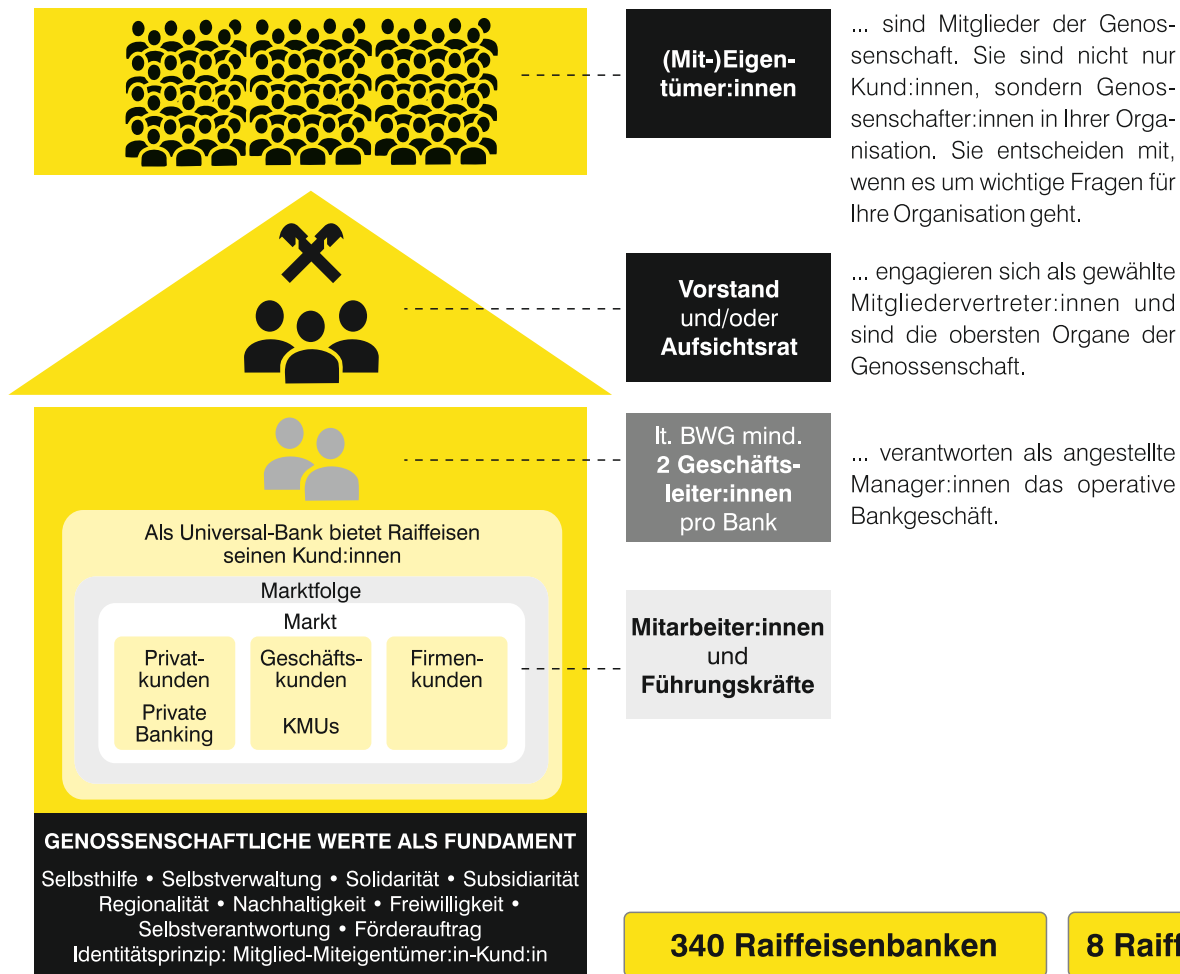 (Mit-)Eigen-
tümer:innen
... sind Mitglieder der Genos-
senschaft. Sie sind nicht nur
Kund:innen, sondern Genos-
senschafter:innen in Ihrer Orga-
nisation. Sie entscheiden mit,
wenn es um wichtige Fragen für
Ihre Organisation geht.
Vorstand
und/oder
Aufsichtsrat
... engagieren sich als gewählte
Mitgliedervertreter:innen und
sind die obersten Organe der
Genossenschaft.
lt. BWG mind.
2 Geschäfts-
leiter:innen
pro Bank
... verantworten als angestellte
Manager:innen das operative
Bankgeschäft.
Als Universal-Bank bietet Raiffeisen
seinen Kund:innen
Marktfolge
Markt
Privat-
kunden
Private
Banking
Geschäfts-
kunden
KMUs
Firmen-
kunden
Mitarbeiter:innen
und
Führungskräfte
GENOSSENSCHAFTLICHE WERTE ALS FUNDAMENT
Selbsthilfe • Selbstverwaltung • Solidarität • Subsidiarität
Regionalität • Nachhaltigkeit • Freiwilligkeit •
Selbstverantwortung • Förderauftrag
Identitätsprinzip: Mitglied-Miteigentümer:in-Kund:in
340 Raiffeisenbanken
8 Raiff